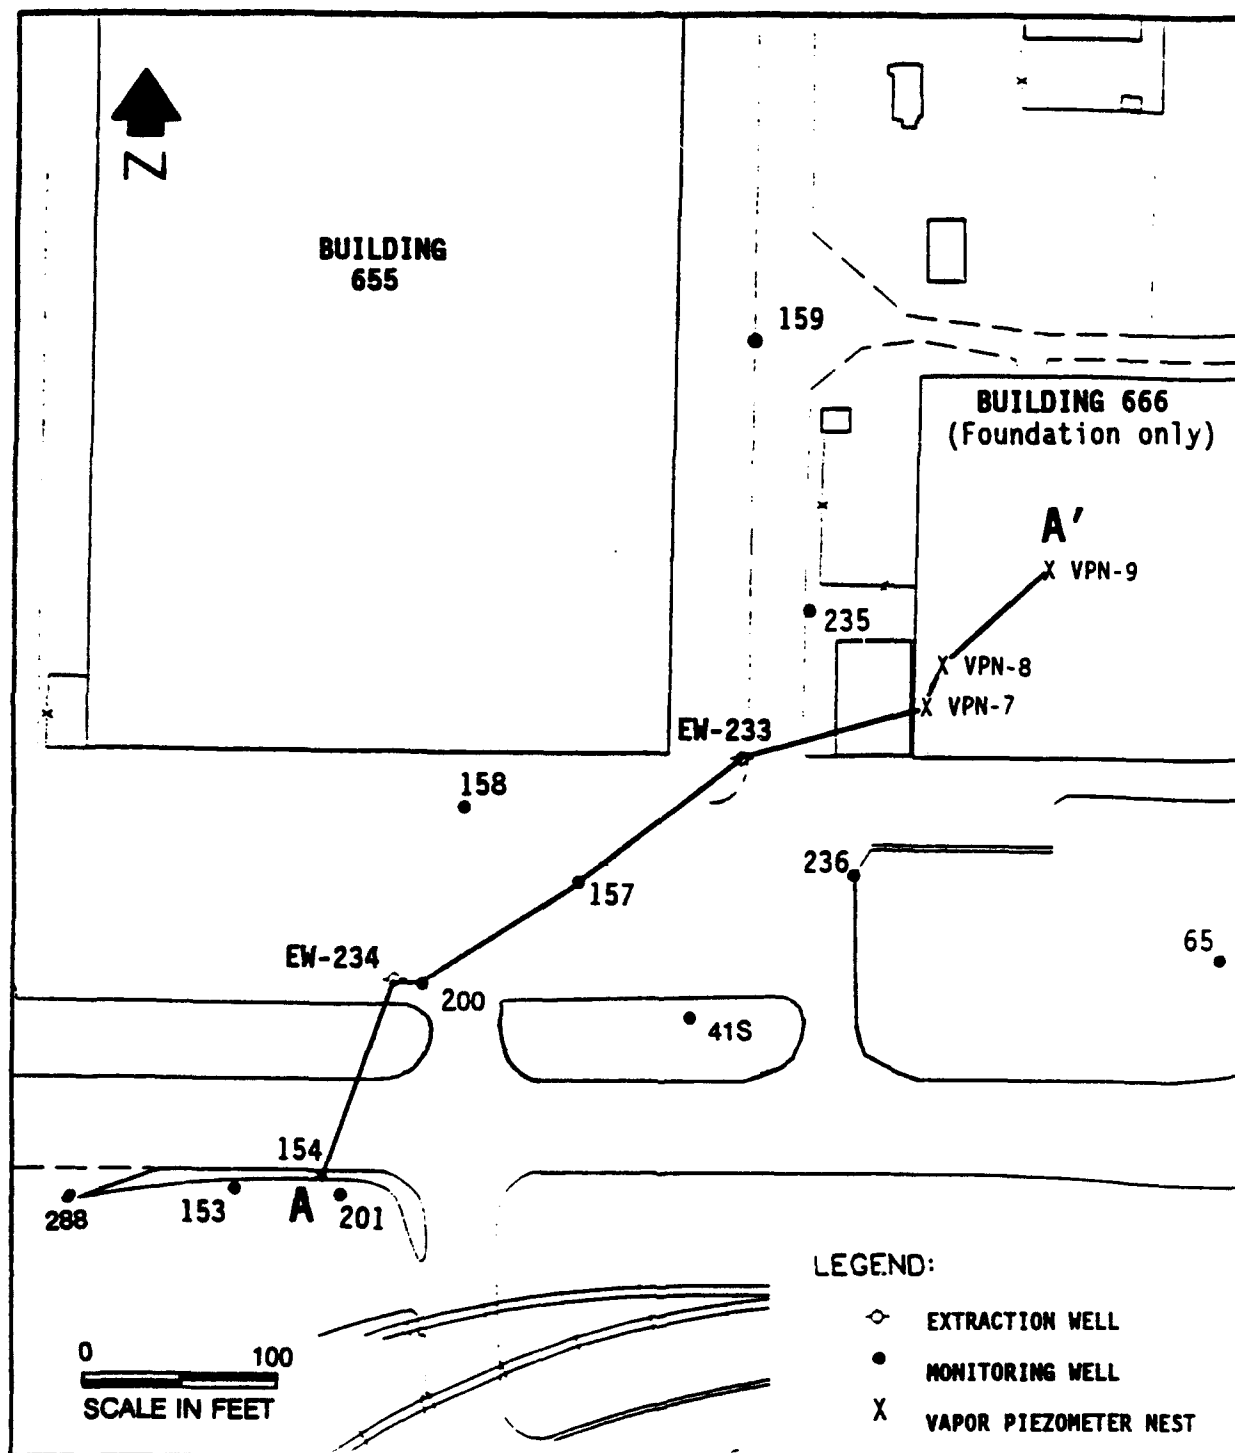 N
BUILDING
655
159
BUILDING 666
(Foundation only)
A'
VPN-9
235
VPN-8
VPN-7
EW-233
158
236
157
65
EW-234
200
41S
154
288
153
A
201
LEGEND:
EXTRACTION WELL
0 100
MONITORING WELL
SCALE IN FEET
VAPOR PIEZOMETER NEST